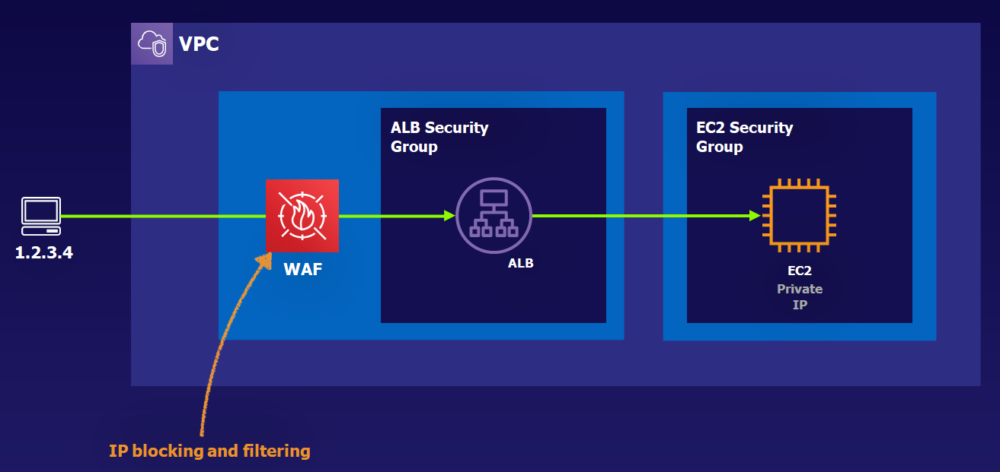 VPC
ALB Security
Group
EC2 Security
Group
1.2.3.4
WAF
ALB
EC2
Private
IP
IP blocking and filtering